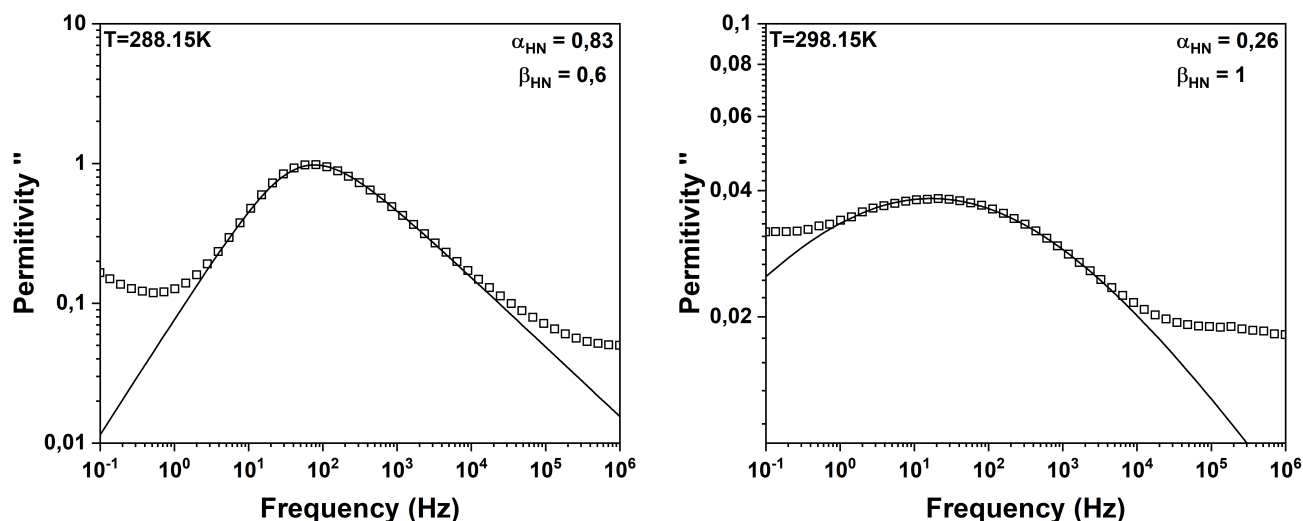 T=288.15K
α_HN = 0,83
β_HN = 0,6
10
1
0,1
0,01
Permitivity "
10^-1 10^0 10^1 10^2 10^3 10^4 10^5 10^6
Frequency (Hz)
T=298.15K
α_HN = 0,26
β_HN = 1
0,1
0,08
0,06
0,04
0,02
Permitivity "
10^-1 10^0 10^1 10^2 10^3 10^4 10^5 10^6
Frequency (Hz)